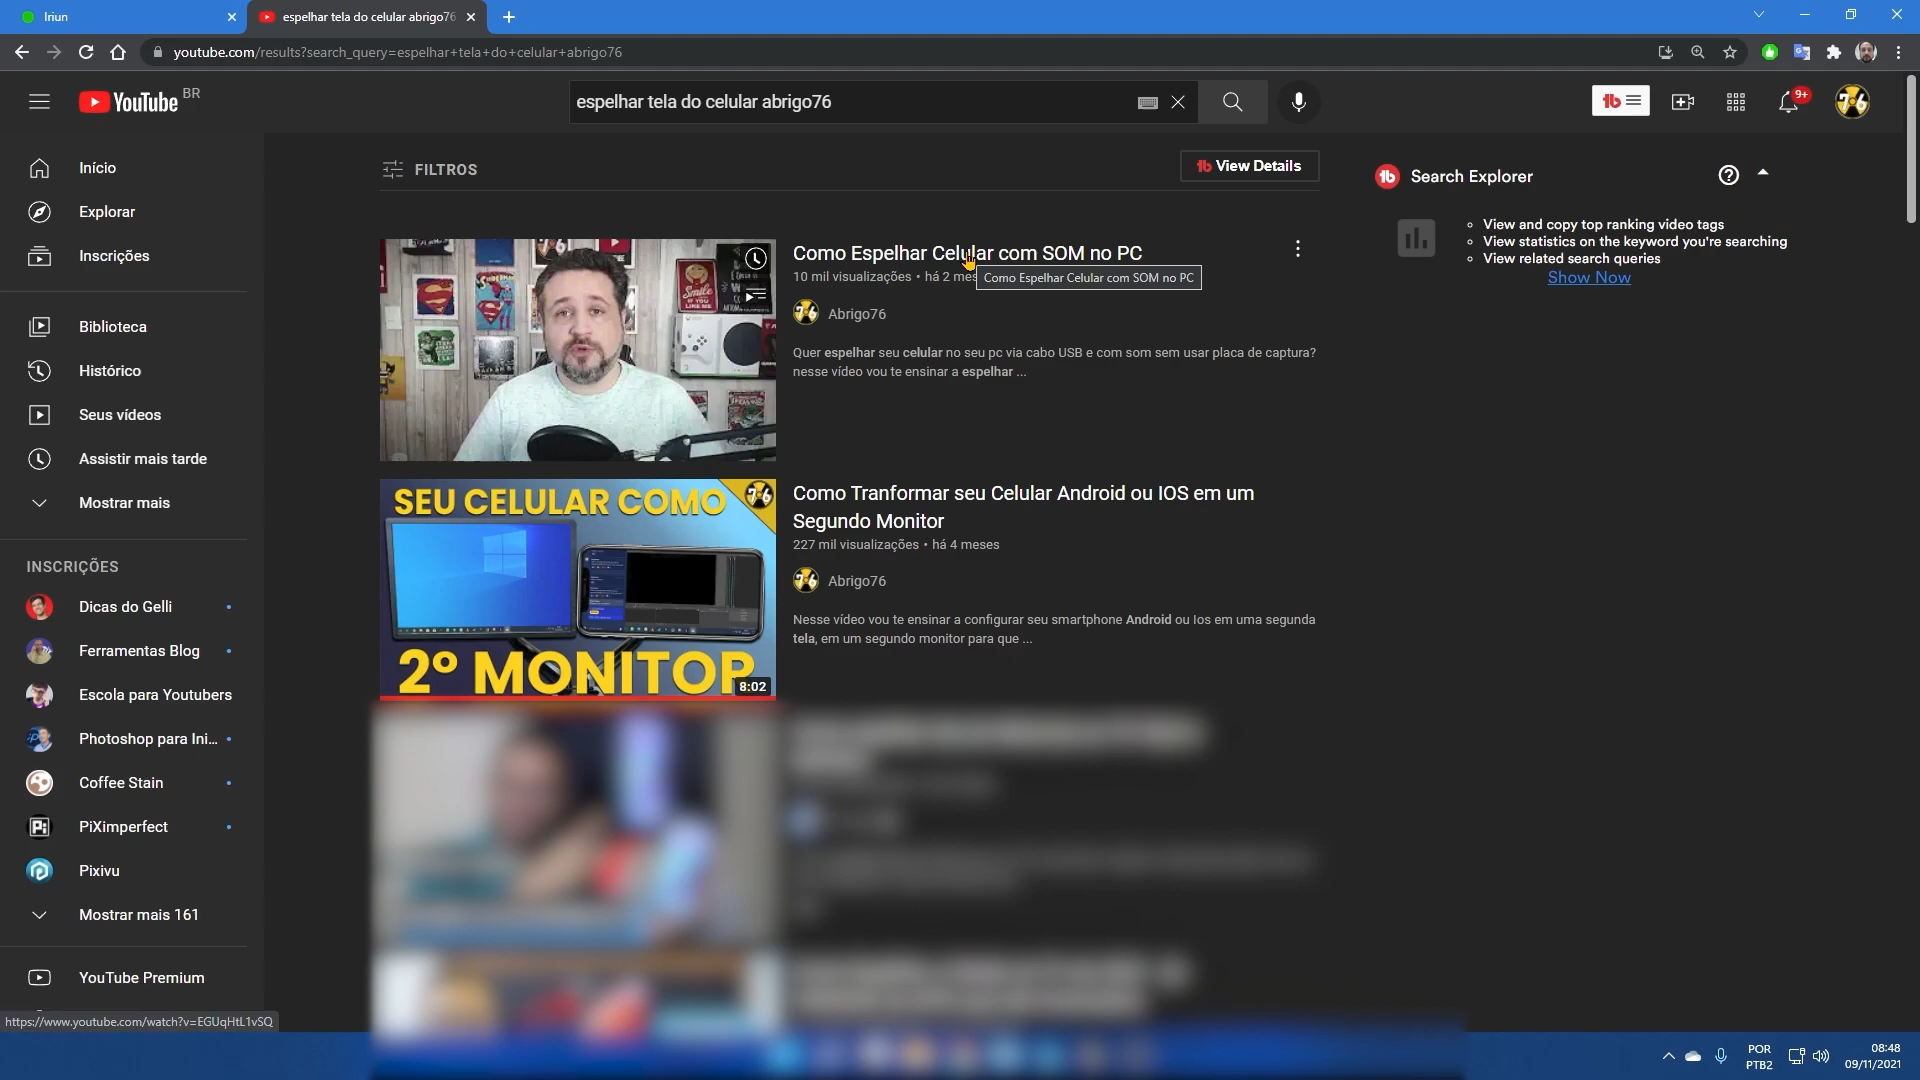 Iriun
espelhar tela do celular abrigo76
youtube.com/results?search_query=espelhar+tela+do+celular+abrigo76
YouTube BR
espelhar tela do celular abrigo76
9+
Início
Explorar
Inscrições
Biblioteca
Histórico
Seus vídeos
Assistir mais tarde
Mostrar mais
INSCRIÇÕES
Dicas do Gelli
Ferramentas Blog
Escola para Youtubers
Photoshop para Ini...
Coffee Stain
PiXimperfect
Pixivu
Mostrar mais 161
YouTube Premium
https://www.youtube.com/watch?v=EGUqHtL1vSQ
FILTROS
View Details
Como Espelhar Celular com SOM no PC
10 mil visualizações • há 2 mes
Como Espelhar Celular com SOM no PC
Abrigo76
Quer espelhar seu celular no seu pc via cabo USB e com som sem usar placa de captura?
nesse vídeo vou te ensinar a espelhar ...
SEU CELULAR COMO
2º MONITOR
8:02
Como Tranformar seu Celular Android ou IOS em um
Segundo Monitor
227 mil visualizações • há 4 meses
Abrigo76
Nesse vídeo vou te ensinar a configurar seu smartphone Android ou Ios em uma segunda
tela, em um segundo monitor para que ...
Search Explorer
View and copy top ranking video tags
View statistics on the keyword you're searching
View related search queries
Show Now
POR
PTB2
08:48
09/11/2021